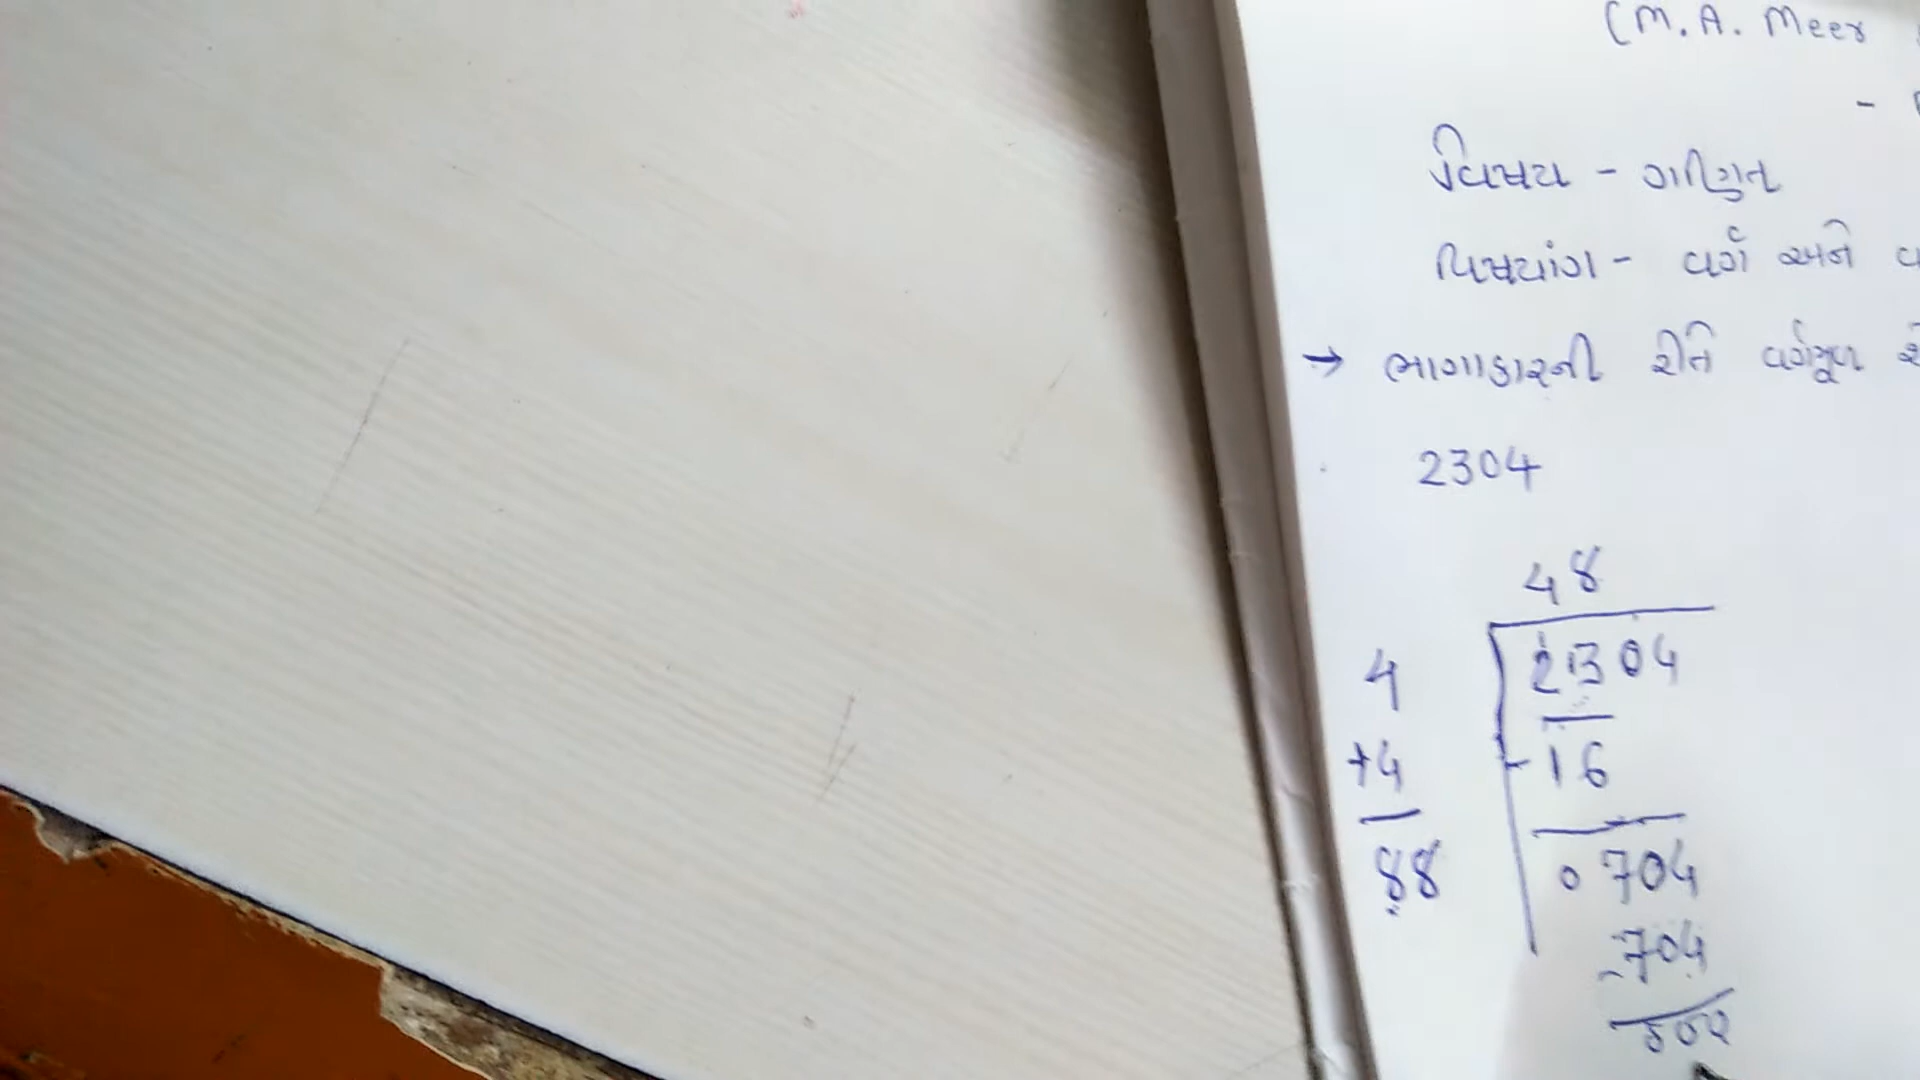 (M.A. Meer
-
વિષય - ગણિત
વિષયાંગ - વર્ગ અને વ
→ ભાગાકારની રીતે વર્ગમૂળ
2304
48
4 2304
+4 -16
88 0704
-704
000